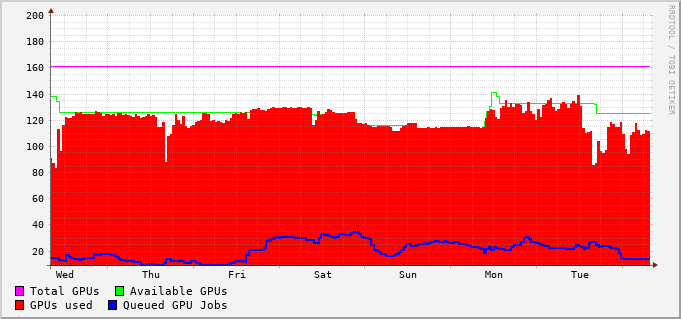 200
180
160
140
120
100
80
60
40
20
Wed Thu Fri Sat Sun Mon Tue
Total GPUs Available GPUs
GPUs used Queued GPU Jobs
RRDTOOL / TOBI OETIKER